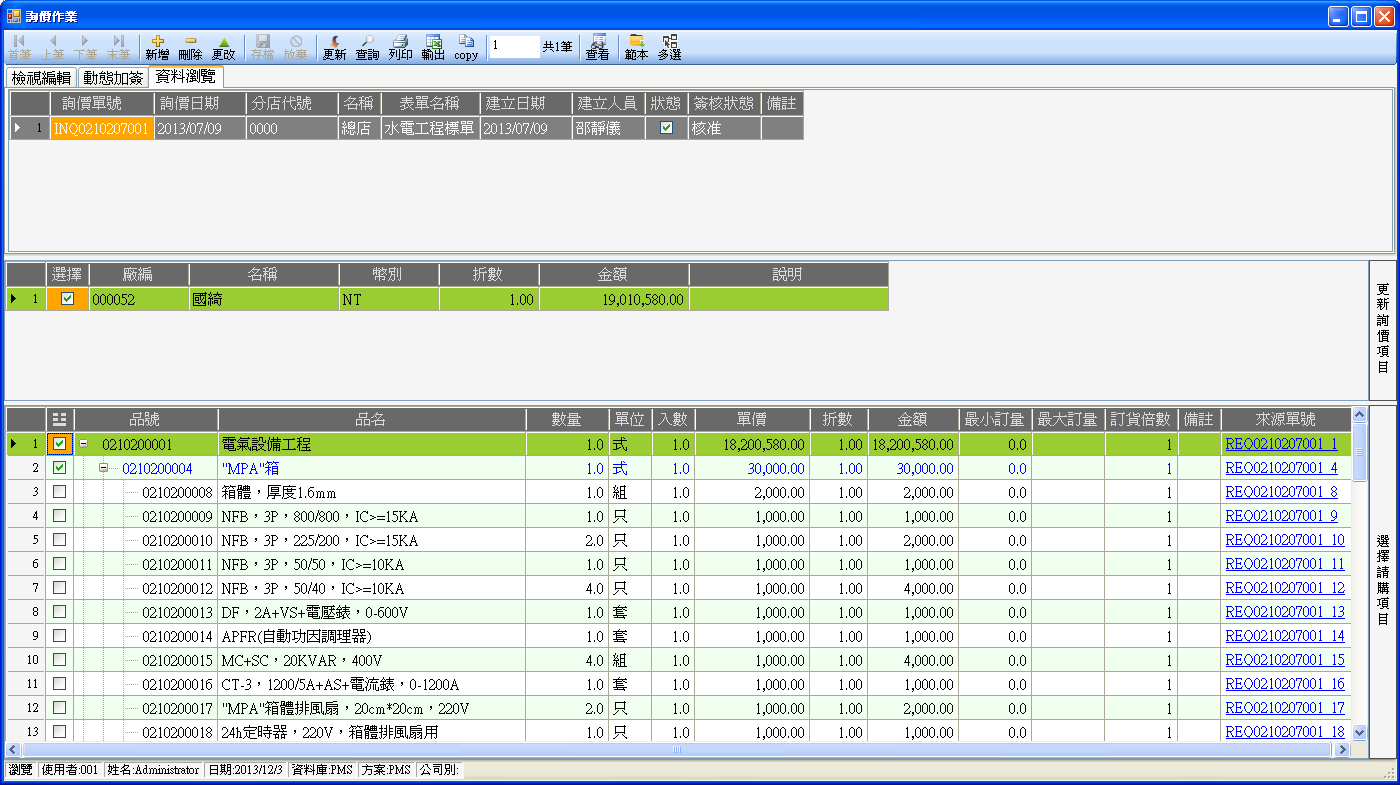 詢價作業
首筆 上筆 下筆 末筆 新增 刪除 更改 存檔 放棄 更新 查詢 列印 輸出 copy 1 共1筆 查看 範本 多選
檢視編輯 動態加簽 資料瀏覽
詢價單號 詢價日期 分店代號 名稱 表單名稱 建立日期 建立人員 狀態 簽核狀態 備註
1 INQ0210207001 2013/07/09 0000 總店 水電工程標單 2013/07/09 邵靜儀 核准
選擇 廠編 名稱 幣別 折數 金額 說明
1 000052 國綺 NT 1.00 19,010,580.00
更新詢價項目
品號 品名 數量 單位 入數 單價 折數 金額 最小訂量 最大訂量 訂貨倍數 備註 來源單號
1 0210200001 電氣設備工程 1.0 式 1.0 18,200,580.00 1.00 18,200,580.00 0.0 1 REQ0210207001_1
2 0210200004 "MPA"箱 1.0 式 1.0 30,000.00 1.00 30,000.00 0.0 1 REQ0210207001_4
3 0210200008 箱體，厚度1.6mm 1.0 組 1.0 2,000.00 1.00 2,000.00 0.0 1 REQ0210207001_8
4 0210200009 NFB，3P，800/800，IC>=15KA 1.0 只 1.0 1,000.00 1.00 1,000.00 0.0 1 REQ0210207001_9
5 0210200010 NFB，3P，225/200，IC>=15KA 2.0 只 1.0 1,000.00 1.00 2,000.00 0.0 1 REQ0210207001_10
6 0210200011 NFB，3P，50/50，IC>=10KA 1.0 只 1.0 1,000.00 1.00 1,000.00 0.0 1 REQ0210207001_11
7 0210200012 NFB，3P，50/40，IC>=10KA 4.0 只 1.0 1,000.00 1.00 4,000.00 0.0 1 REQ0210207001_12
8 0210200013 DF，2A+VS+電壓錶，0-600V 1.0 套 1.0 1,000.00 1.00 1,000.00 0.0 1 REQ0210207001_13
9 0210200014 APFR(自動功因調理器) 1.0 套 1.0 1,000.00 1.00 1,000.00 0.0 1 REQ0210207001_14
10 0210200015 MC+SC，20KVAR，400V 4.0 組 1.0 1,000.00 1.00 4,000.00 0.0 1 REQ0210207001_15
11 0210200016 CT-3，1200/5A+AS+電流錶，0-1200A 1.0 套 1.0 1,000.00 1.00 1,000.00 0.0 1 REQ0210207001_16
12 0210200017 "MPA"箱體排風扇，20cm*20cm，220V 2.0 只 1.0 1,000.00 1.00 2,000.00 0.0 1 REQ0210207001_17
13 0210200018 24h定時器，220V，箱體排風扇用 1.0 只 1.0 1,000.00 1.00 1,000.00 0.0 1 REQ0210207001_18
選擇請購項目
瀏覽 使用者:001 姓名:Administrator 日期:2013/12/3 資料庫:PMS 方案:PMS 公司別: